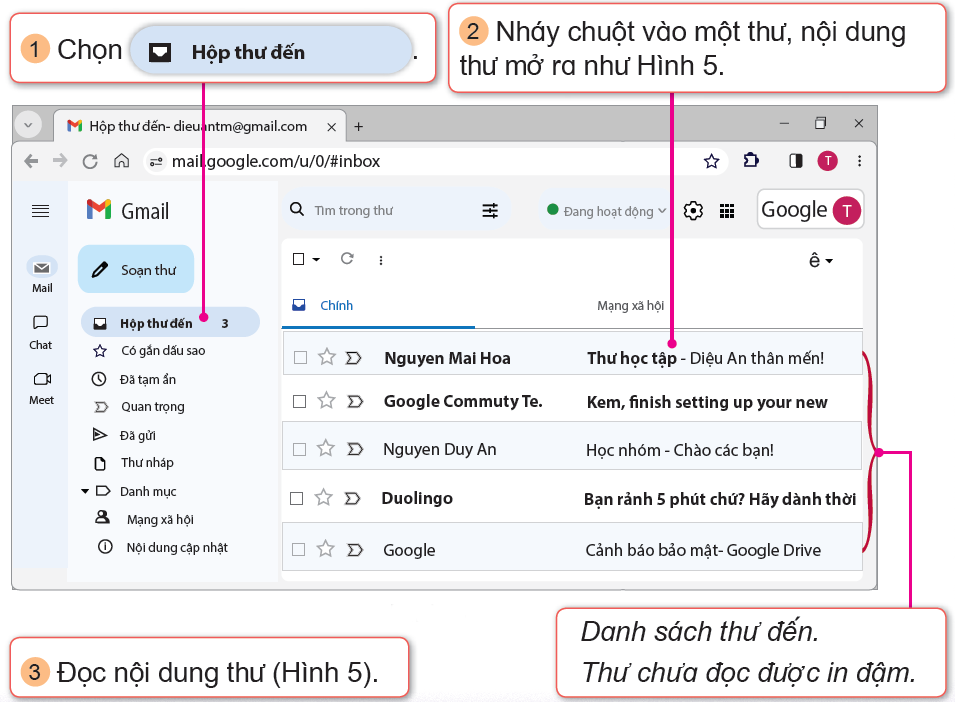 1 Chọn Hộp thư đến.
2 Nháy chuột vào một thư, nội dung
thư mở ra như Hình 5.
Hộp thư đến- dieuantm@gmail.com
mail.google.com/u/0/#inbox
T
Gmail
Tìm trong thư
Đang hoạt động
Google T
Soạn thư
ê
Mail
Chat
Meet
Hộp thư đến 3
Có gắn dấu sao
Đã tạm ẩn
Quan trọng
Đã gửi
Thư nháp
Danh mục
Mạng xã hội
Nội dung cập nhật
Chính
Mạng xã hội
Nguyen Mai Hoa Thư học tập - Diệu An thân mến!
Google Commuty Te. Kem, finish setting up your new
Nguyen Duy An Học nhóm - Chào các bạn!
Duolingo Bạn rảnh 5 phút chứ? Hãy dành thời
Google Cảnh báo bảo mật- Google Drive
Danh sách thư đến.
Thư chưa đọc được in đậm.
3 Đọc nội dung thư (Hình 5).